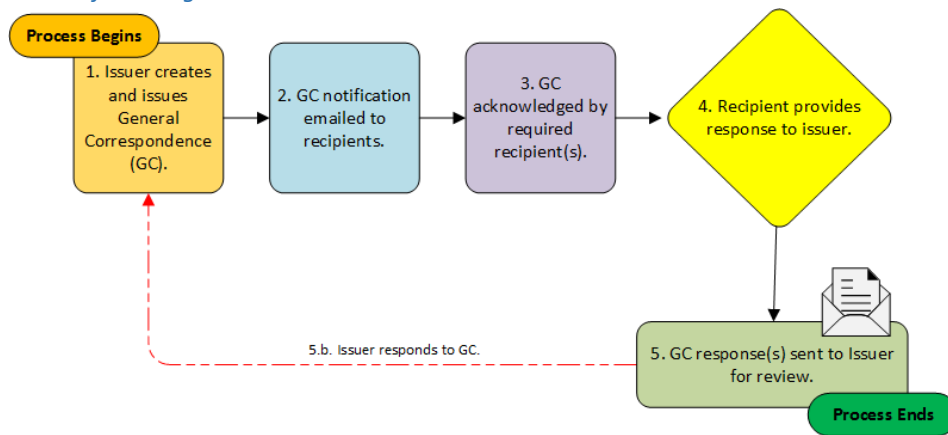 Process Begins
1. Issuer creates
and issues
General
Correspondence
(GC).
2. GC notification
emailed to
recipients.
3. GC
acknowledged by
required
recipient(s).
4. Recipient provides
response to issuer.
5.b. Issuer responds to GC.
5. GC response(s) sent to Issuer
for review.
Process Ends